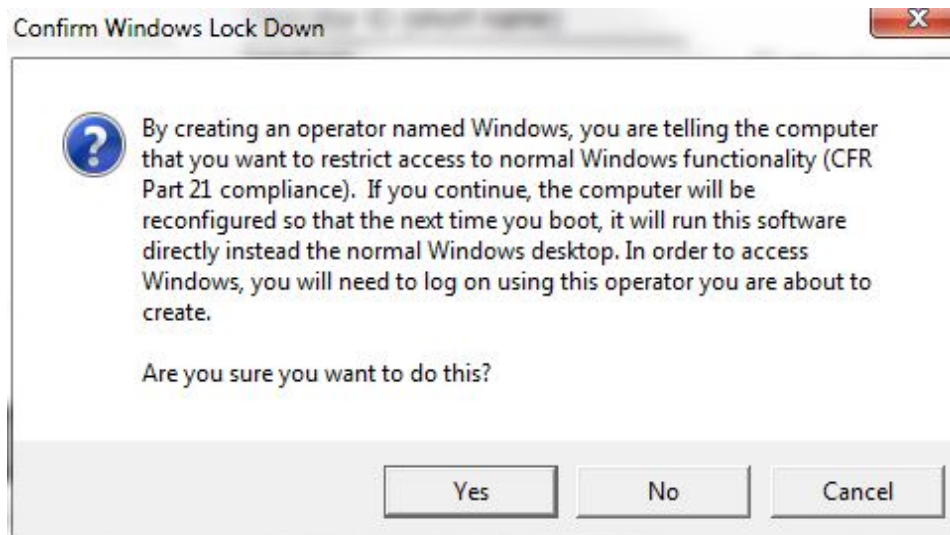 Confirm Windows Lock Down
By creating an operator named Windows, you are telling the computer
that you want to restrict access to normal Windows functionality (CFR
Part 21 compliance).  If you continue, the computer will be
reconfigured so that the next time you boot, it will run this software
directly instead the normal Windows desktop. In order to access
Windows, you will need to log on using this operator you are about to
create.
Are you sure you want to do this?
Yes No Cancel